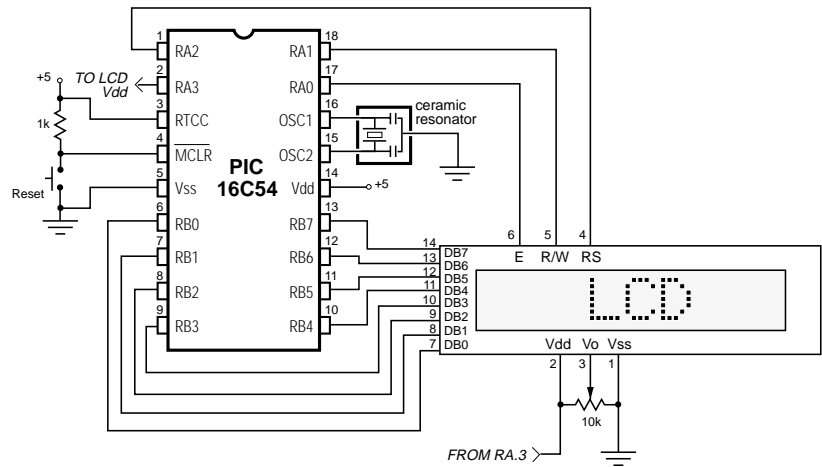 1
RA2
2
RA3
3
RTCC
4
MCLR
5
Vss
6
RB0
7
RB1
8
RB2
9
RB3
PIC
16C54
18
RA1
17
RA0
16
OSC1
15
OSC2
14
Vdd
13
RB7
12
RB6
11
RB5
10
RB4
+5
TO LCD
Vdd
1k
Reset
ceramic
resonator
+5
6 5 4
E R/W RS
14 DB7
13 DB6
12 DB5
11 DB4
10 DB3
9 DB2
8 DB1
7 DB0
LCD
Vdd Vo Vss
2 3 1
10k
FROM RA.3